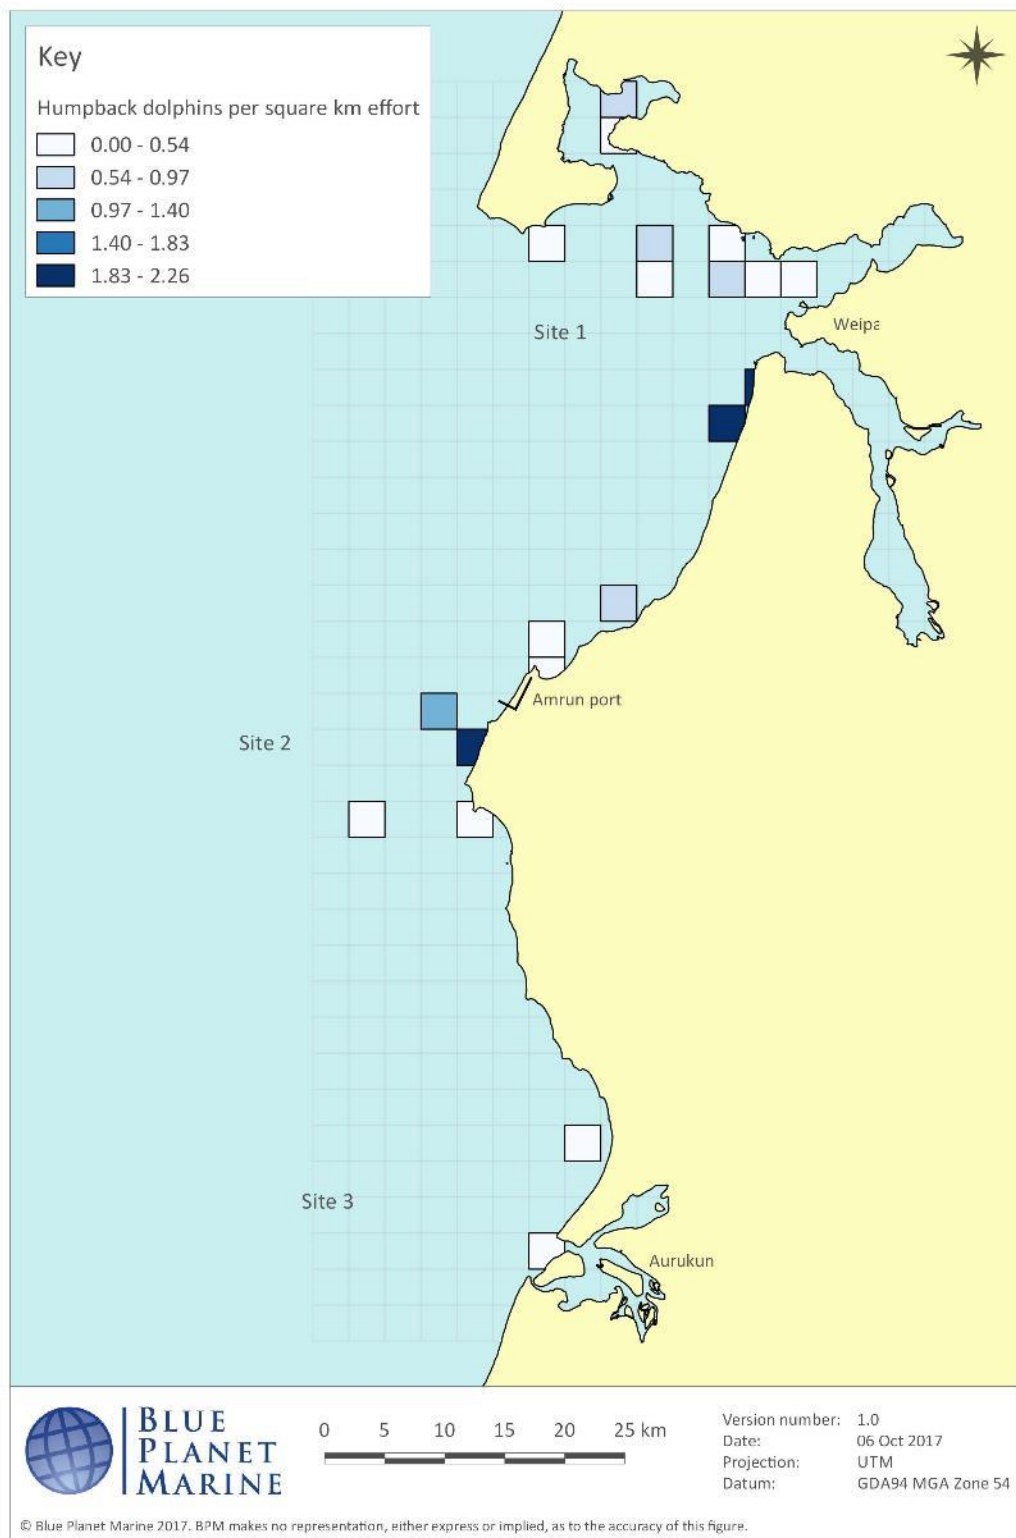 Key
Humpback dolphins per square km effort
0.00 - 0.54
0.54 - 0.97
0.97 - 1.40
1.40 - 1.83
1.83 - 2.26
Site 1
Weipa
Amrun port
Site 2
Site 3
Aurukun
BLUE
PLANET
MARINE
0 5 10 15 20 25 km
Version number: 1.0
Date: 06 Oct 2017
Projection: UTM
Datum: GDA94 MGA Zone 54
© Blue Planet Marine 2017. BPM makes no representation, either express or implied, as to the accuracy of this figure.